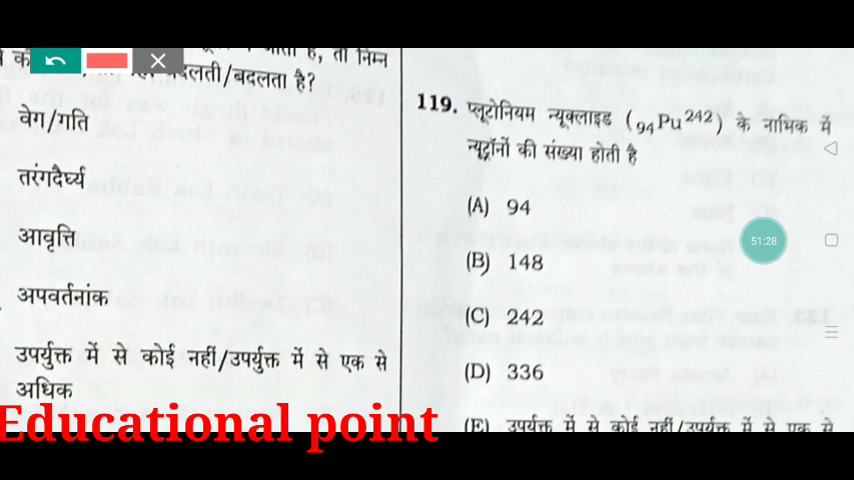 जाता है, तो निम्न
बदलती/बदलता है?
वेग/गति
तरंगदैर्घ्य
आवृत्ति
अपवर्तनांक
उपर्युक्त में से कोई नहीं/उपर्युक्त में से एक से
अधिक
119. प्लूटोनियम न्यूक्लाइड (₉₄Pu²⁴²) के नाभिक में
न्यूट्रॉनों की संख्या होती है
(A) 94
(B) 148
(C) 242
(D) 336
(E) उपर्युक्त में से कोई नहीं/उपर्युक्त में से एक से
51:28
Educational point